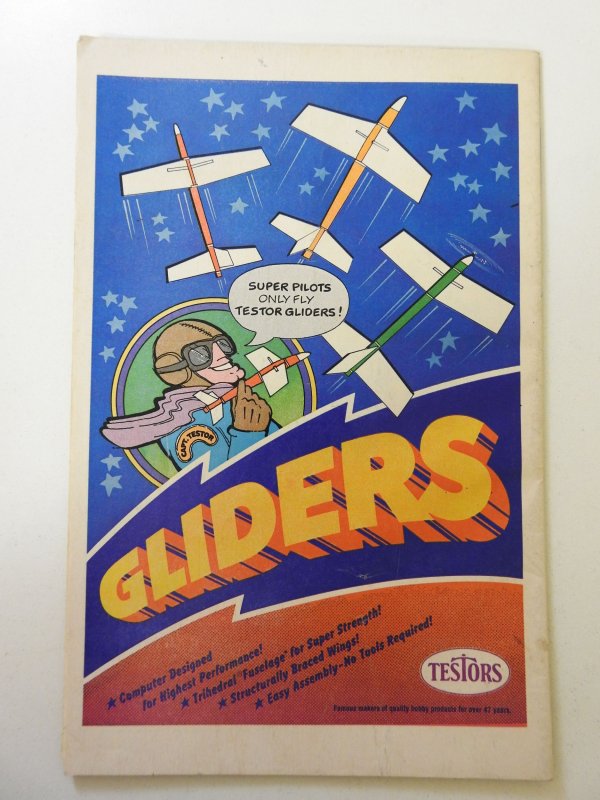 SUPER PILOTS
ONLY FLY
TESTOR GLIDERS!
CAPT. TESTOR
GLIDERS
★ Computer Designed
for Highest Performance!
★ Trihedral "Fuselage" for Super Strength!
★ Structurally Braced Wings!
★ Easy Assembly—No Tools Required!
TESTORS
Famous makers of quality hobby products for over 47 years.